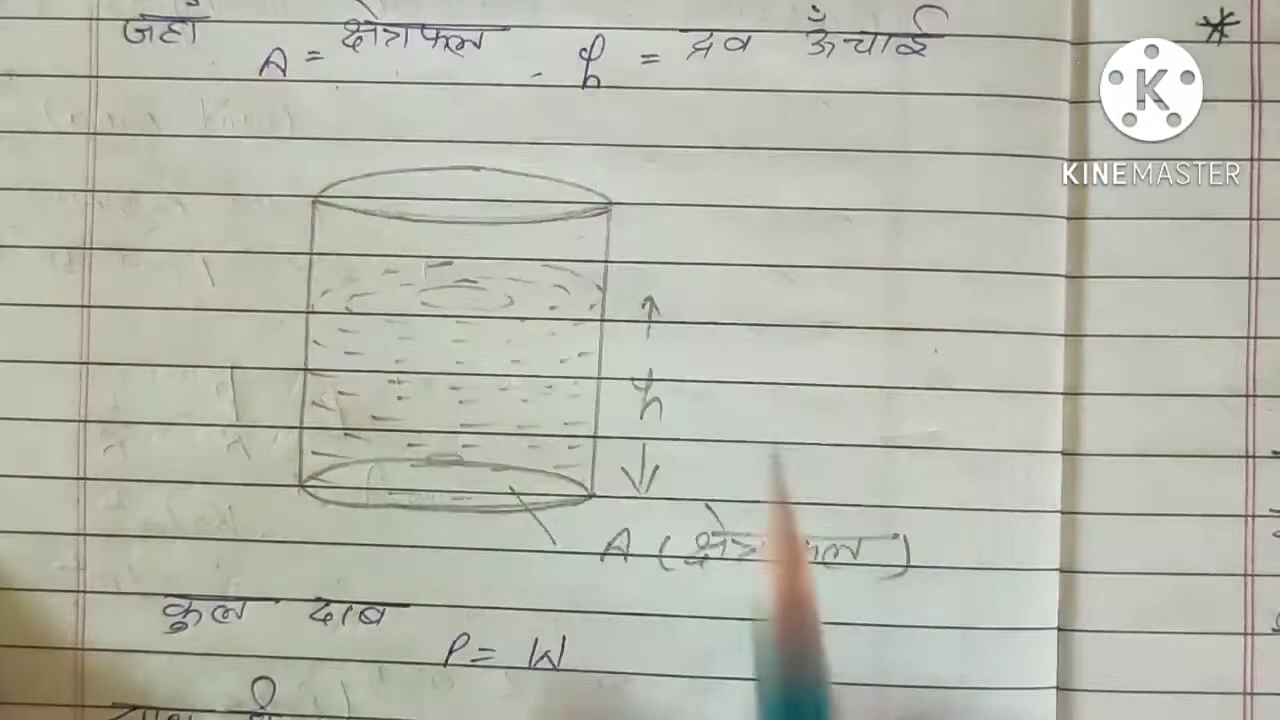 जहाँ
A = क्षेत्रफल , h = द्रव ऊँचाई
*
K
KINEMASTER
h
A (क्षेत्रफल)
कुल दाब
P = W